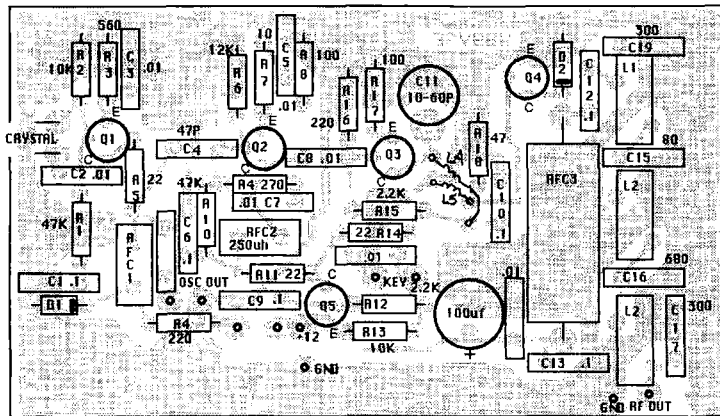 560
10K
R2
R3
C3
.01
12K
R6
10
R7
C5
.01
R8
100
220
R16
100
R17
C11
10-60P
E
Q4
C
D2
C12 .1
300
C19
L1
CRYSTAL
E
Q1
C
47P
C4
E
Q2
C
C8 .01
E
Q3
C
L4
L5
R18
47
C10 .1
RFC3
80
C15
L2
C2 .01
R5
22
47K
R1
RFC1
47K
C6 .1
R10
R4 270
.01 C7
RFC2
250uh
R11 22
2.2K
R15
22 R14
.01
KEY
2.2K
680
C16
C1 .1
D1
OSC OUT
C9 .1
R4
220
+12
C
Q5
E
R12
R13
10K
100uf
+
.01
C13 .1
L2
C17
300
GND
GND
RF OUT